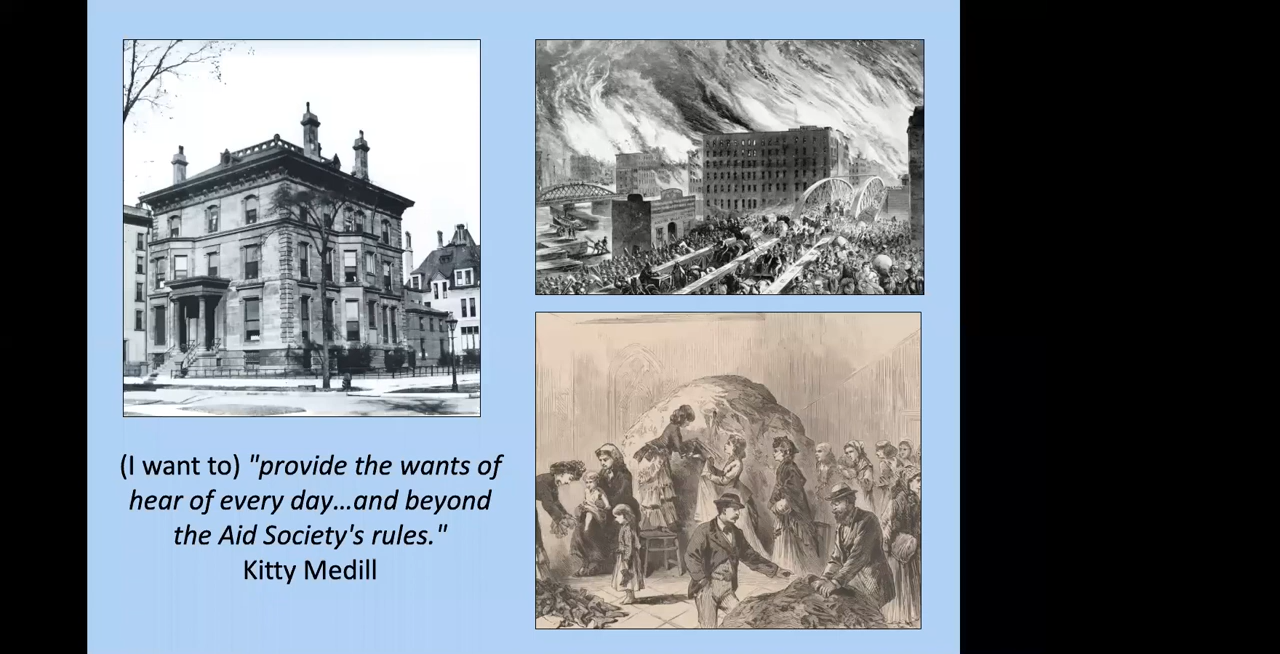 (I want to) "provide the wants of
hear of every day…and beyond
the Aid Society's rules."
Kitty Medill